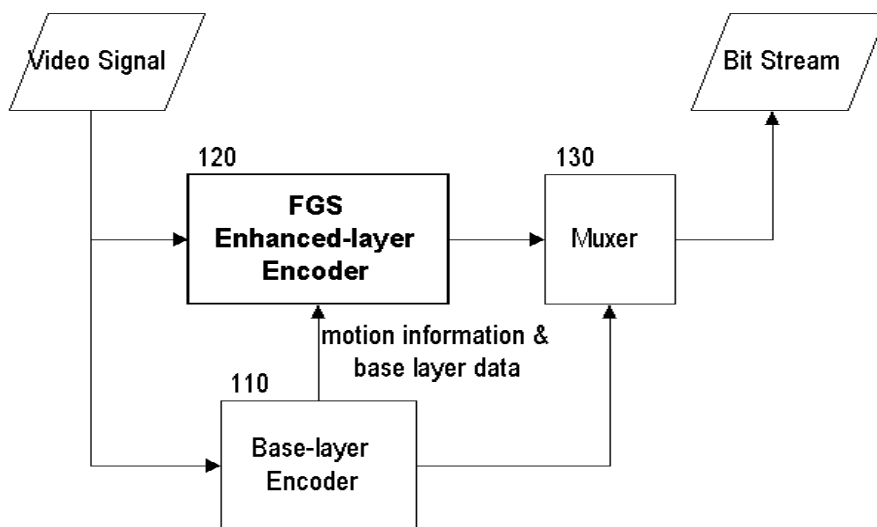 Video Signal
Bit Stream
120
130
FGS
Enhanced-layer
Encoder
Muxer
motion information &
base layer data
110
Base-layer
Encoder